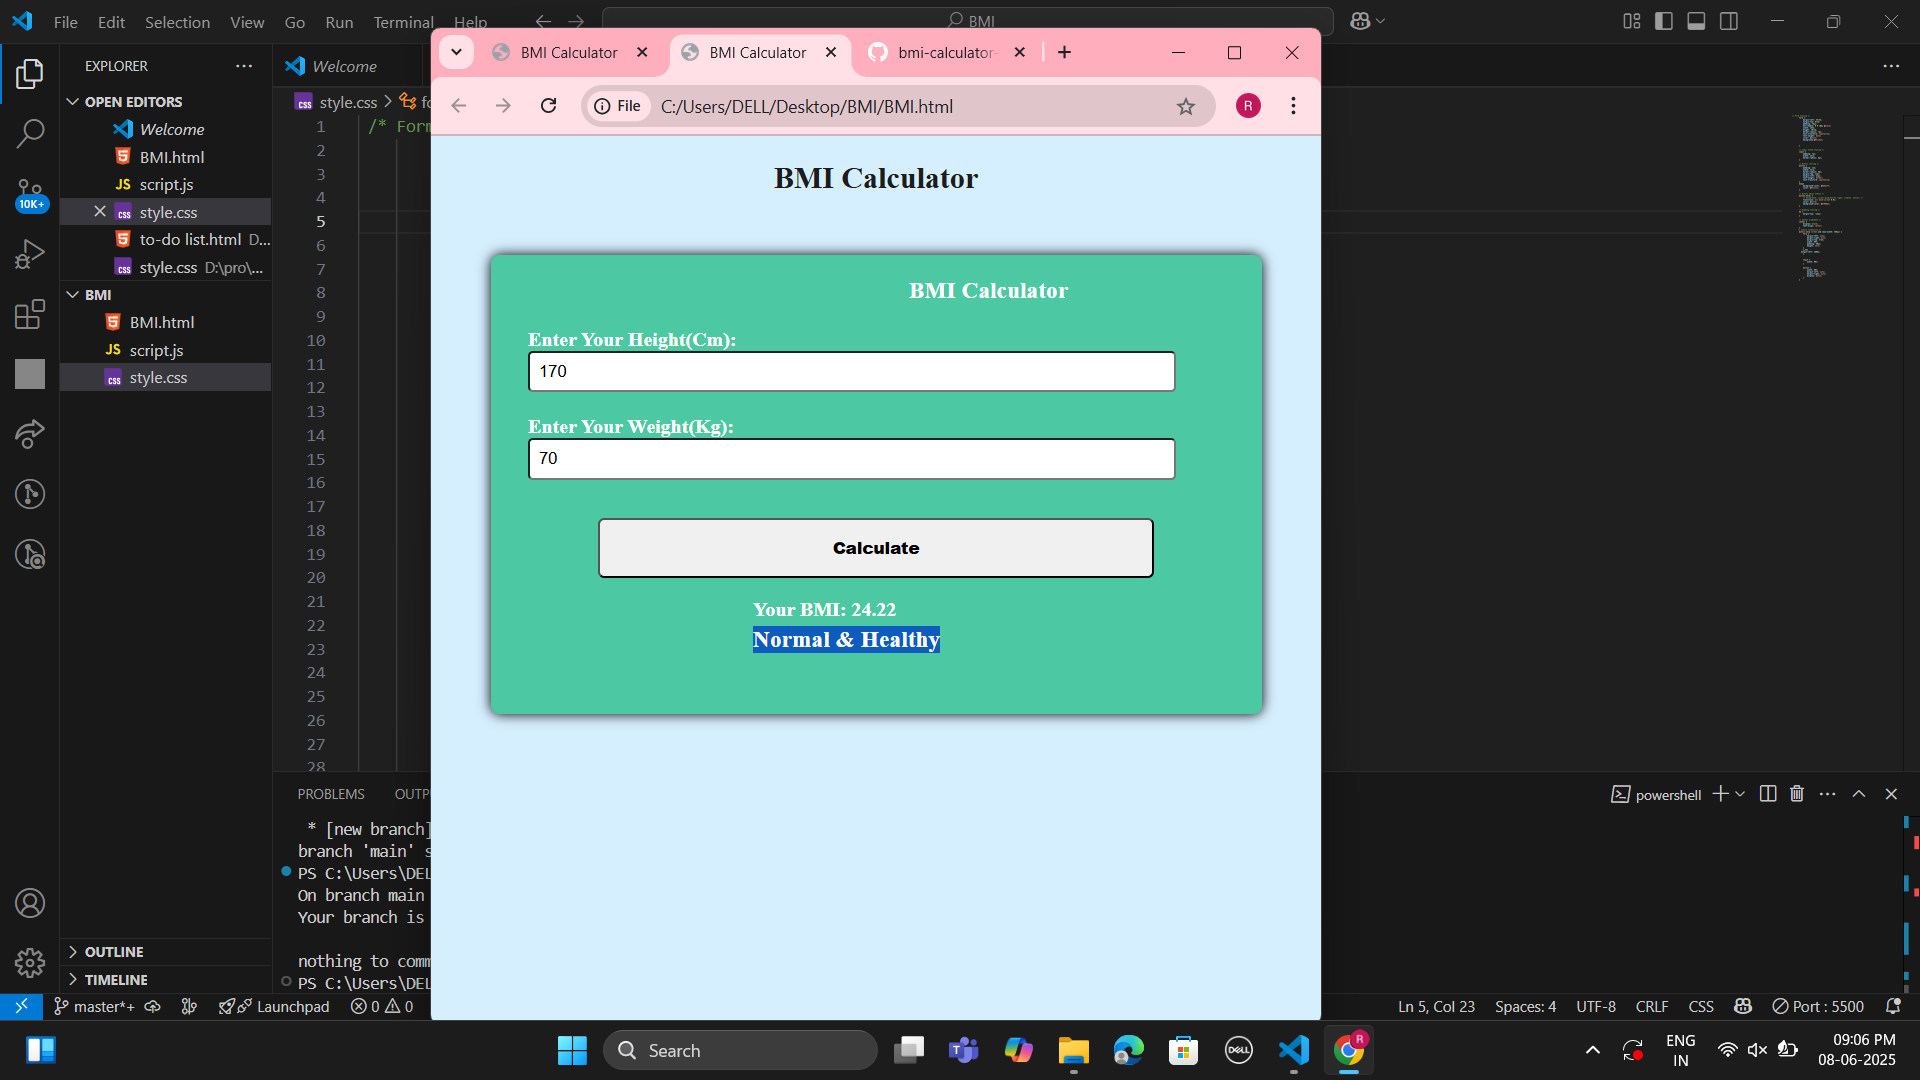 File Edit Selection View Go Run Terminal Help
BMI
EXPLORER
OPEN EDITORS
Welcome
BMI.html
JS script.js
style.css
to-do list.html D...
style.css D:\pro\...
BMI
BMI.html
JS script.js
style.css
10K+
OUTLINE
TIMELINE
Welcome
style.css
1
2
3
4
5
6
7
8
9
10
11
12
13
14
15
16
17
18
19
20
21
22
23
24
25
26
27
28
/* Form
BMI Calculator
BMI Calculator
bmi-calculator-
File C:/Users/DELL/Desktop/BMI/BMI.html
R
BMI Calculator
BMI Calculator
Enter Your Height(Cm):
170
Enter Your Weight(Kg):
70
Calculate
Your BMI: 24.22
Normal & Healthy
PROBLEMS
powershell
* [new branch]
branch 'main' s
PS C:\Users\DEL
On branch main
Your branch is
nothing to comm
PS C:\Users\DEL
master*+ Launchpad 0 0
Ln 5, Col 23 Spaces: 4 UTF-8 CRLF CSS Port : 5500
Search
DELL
R
ENG
IN
09:06 PM
08-06-2025